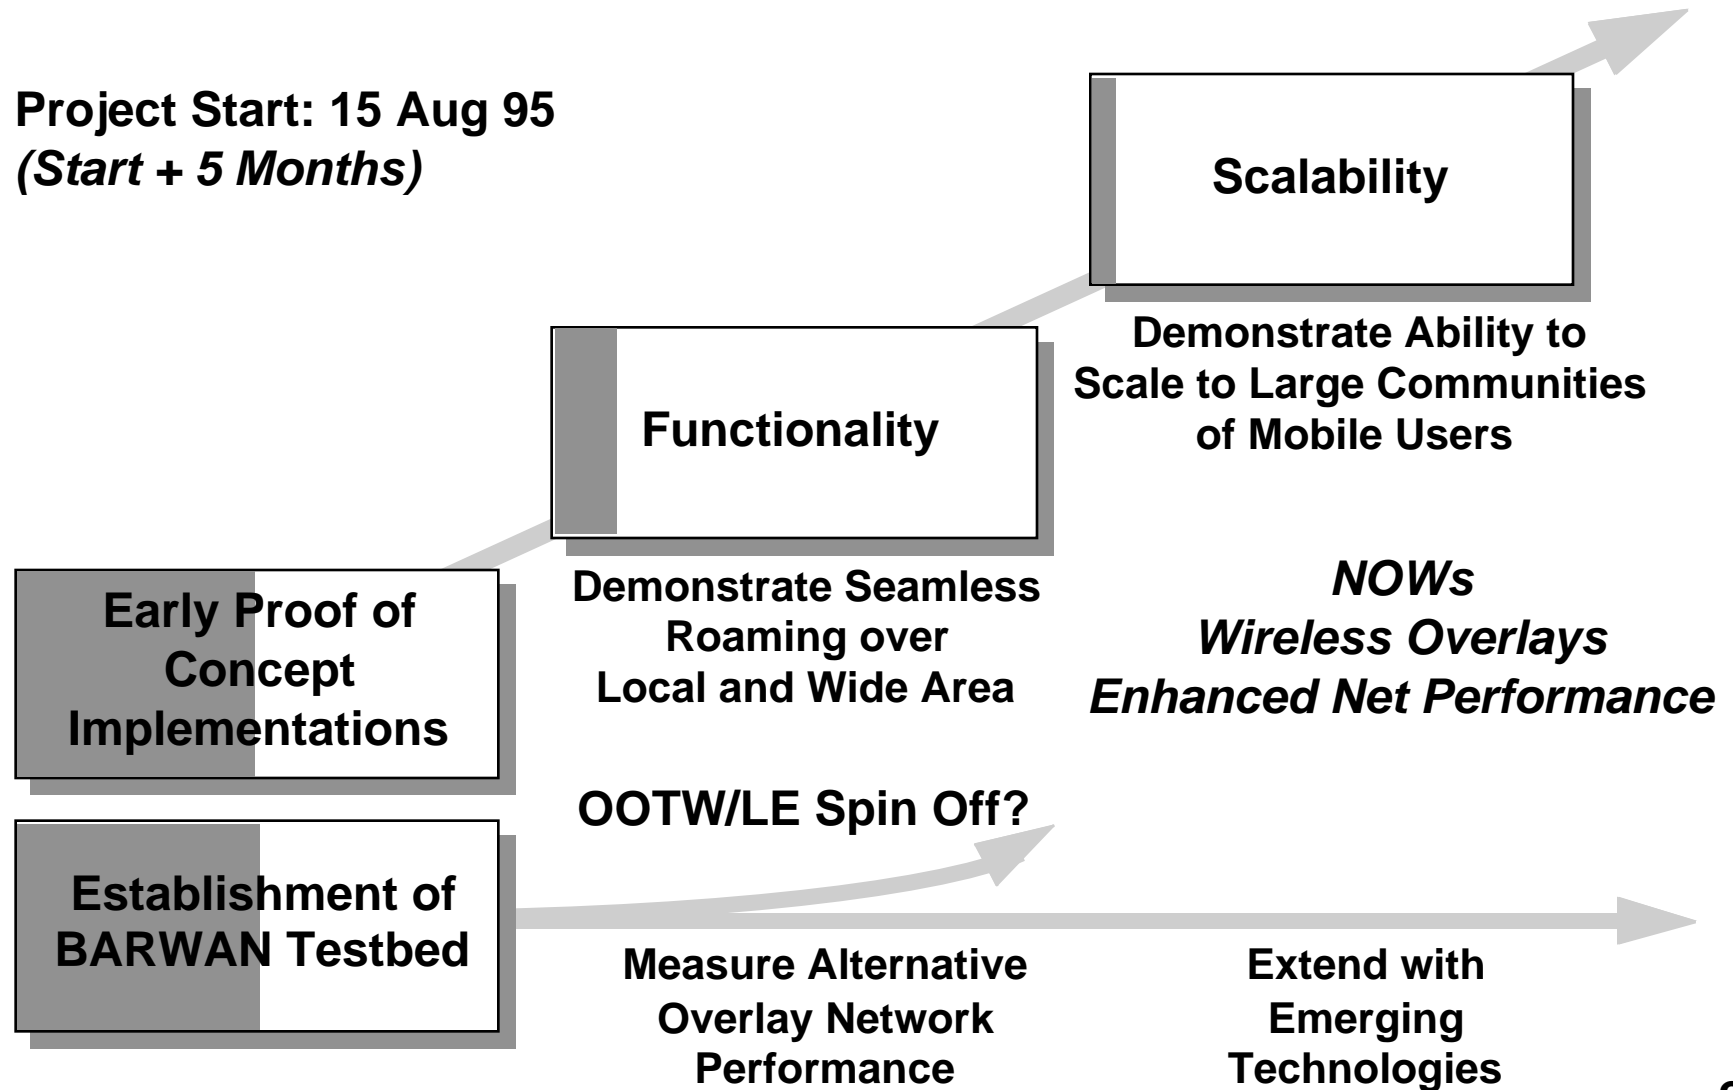 Project Start: 15 Aug 95
(Start + 5 Months)
Scalability
Demonstrate Ability to
Scale to Large Communities
of Mobile Users
Functionality
Demonstrate Seamless
Roaming over
Local and Wide Area
NOWs
Wireless Overlays
Enhanced Net Performance
Early Proof of
Concept
Implementations
OOTW/LE Spin Off?
Establishment of
BARWAN Testbed
Measure Alternative
Overlay Network
Performance
Extend with
Emerging
Technologies